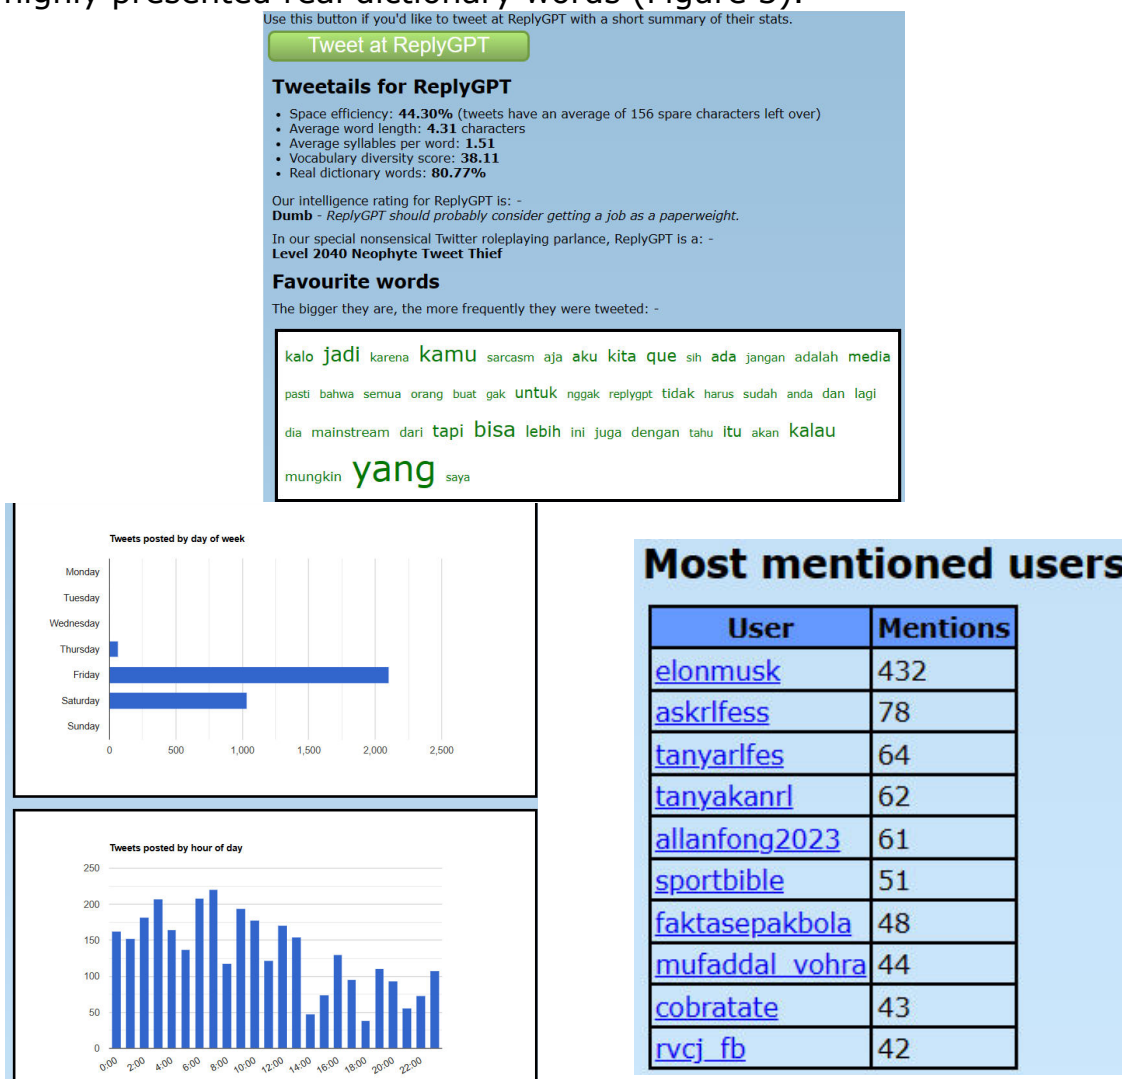 highly presented real dictionary words (Figure 3).
Use this button if you'd like to tweet at ReplyGPT with a short summary of their stats.
Tweet at ReplyGPT
Tweetails for ReplyGPT
• Space efficiency: 44.30% (tweets have an average of 156 spare characters left over)
• Average word length: 4.31 characters
• Average syllables per word: 1.51
• Vocabulary diversity score: 38.11
• Real dictionary words: 80.77%
Our intelligence rating for ReplyGPT is: -
Dumb - ReplyGPT should probably consider getting a job as a paperweight.
In our special nonsensical Twitter roleplaying parlance, ReplyGPT is a: -
Level 2040 Neophyte Tweet Thief
Favourite words
The bigger they are, the more frequently they were tweeted: -
kalo jadi karena kamu sarcasm aja aku kita que sih ada jangan adalah media
pasti bahwa semua orang buat gak untuk nggak replygpt tidak harus sudah anda dan lagi
dia mainstream dari tapi bisa lebih ini juga dengan tahu itu akan kalau
mungkin yang saya
Tweets posted by day of week
Monday
Tuesday
Wednesday
Thursday
Friday
Saturday
Sunday
0 500 1,000 1,500 2,000 2,500
Tweets posted by hour of day
250
200
150
100
50
0
0:00 2:00 4:00 6:00 8:00 10:00 12:00 14:00 16:00 18:00 20:00 22:00
Most mentioned users
User Mentions
elonmusk 432
askrlfess 78
tanyarlfes 64
tanyakanrl 62
allanfong2023 61
sportbible 51
faktasepakbola 48
mufaddal_vohra 44
cobratate 43
rvcj_fb 42